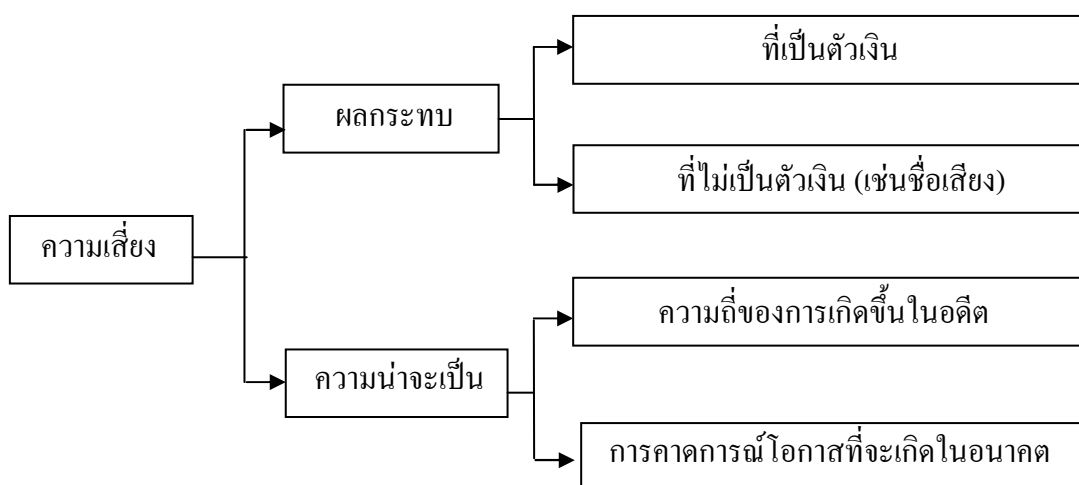 ที่เป็นตัวเงิน
ผลกระทบ
ที่ไม่เป็นตัวเงิน (เช่นชื่อเสียง)
ความเสี่ยง
ความถี่ของการเกิดขึ้นในอดีต
ความน่าจะเป็น
การคาดการณ์โอกาสที่จะเกิดในอนาคต